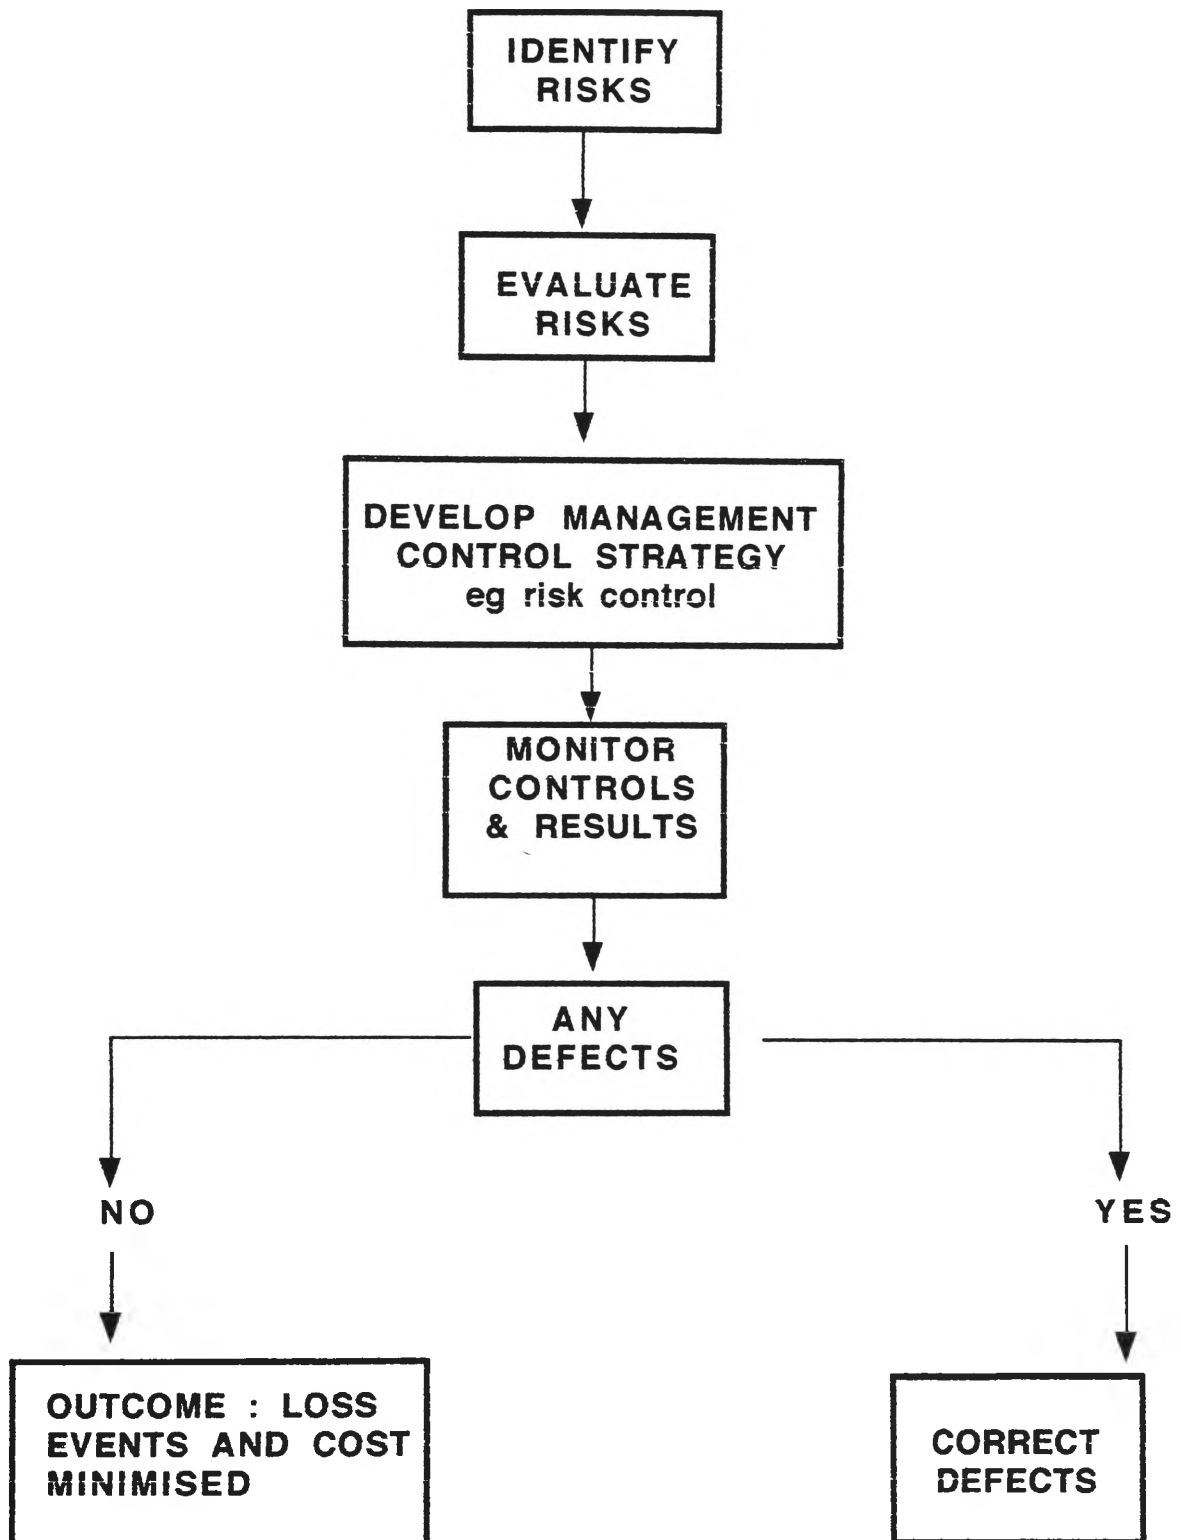 IDENTIFY
RISKS
EVALUATE
RISKS
DEVELOP MANAGEMENT
CONTROL STRATEGY
eg risk control
MONITOR
CONTROLS
& RESULTS
ANY
DEFECTS
NO
YES
OUTCOME : LOSS
EVENTS AND COST
MINIMISED
CORRECT
DEFECTS